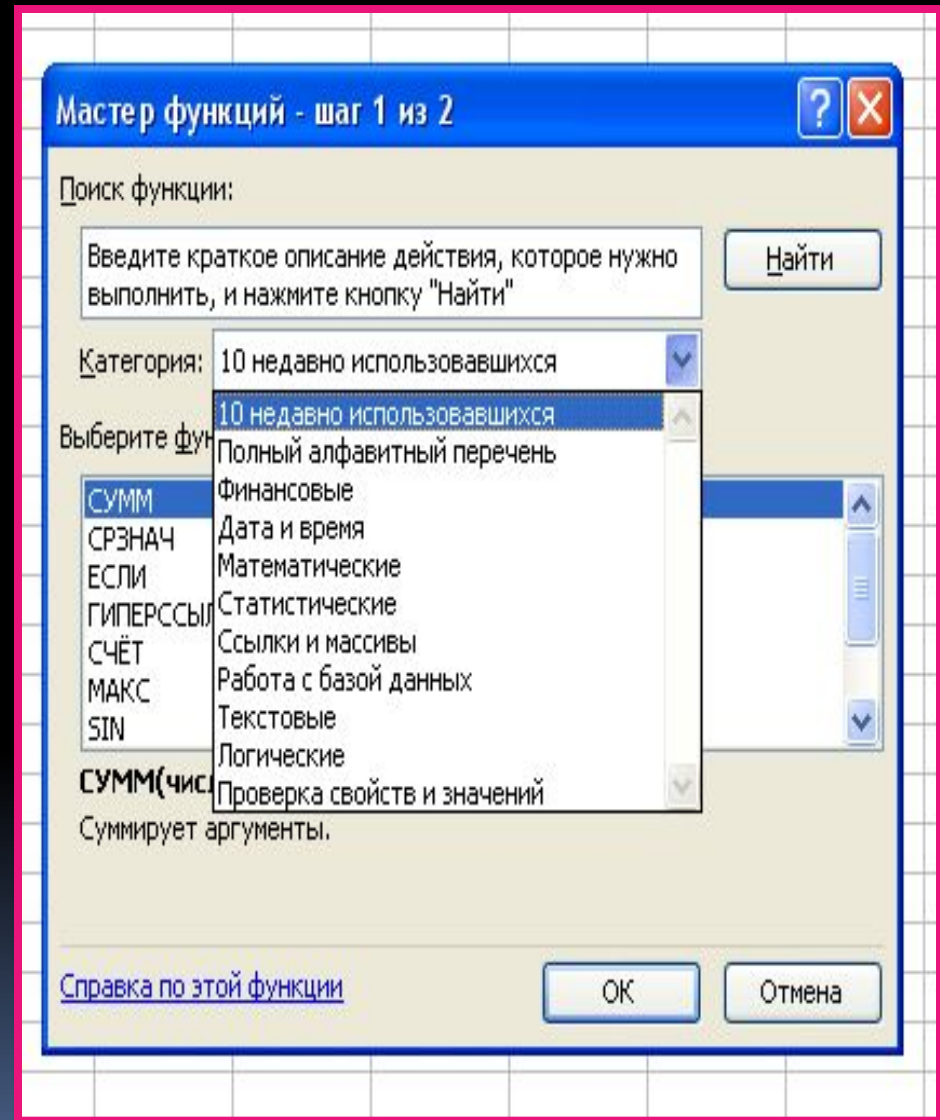 Мастер функций - шаг 1 из 2
Поиск функции:
Введите краткое описание действия, которое нужно
выполнить, и нажмите кнопку "Найти"
Найти
Категория: 10 недавно использовавшихся
10 недавно использовавшихся
Полный алфавитный перечень
Финансовые
Дата и время
Математические
Статистические
Ссылки и массивы
Работа с базой данных
Текстовые
Логические
Проверка свойств и значений
Выберите фун
СУММ
СРЗНАЧ
ЕСЛИ
ГИПЕРССЫЛ
СЧЁТ
МАКС
SIN
СУММ(чис
Суммирует аргументы.
Справка по этой функции
ОК
Отмена